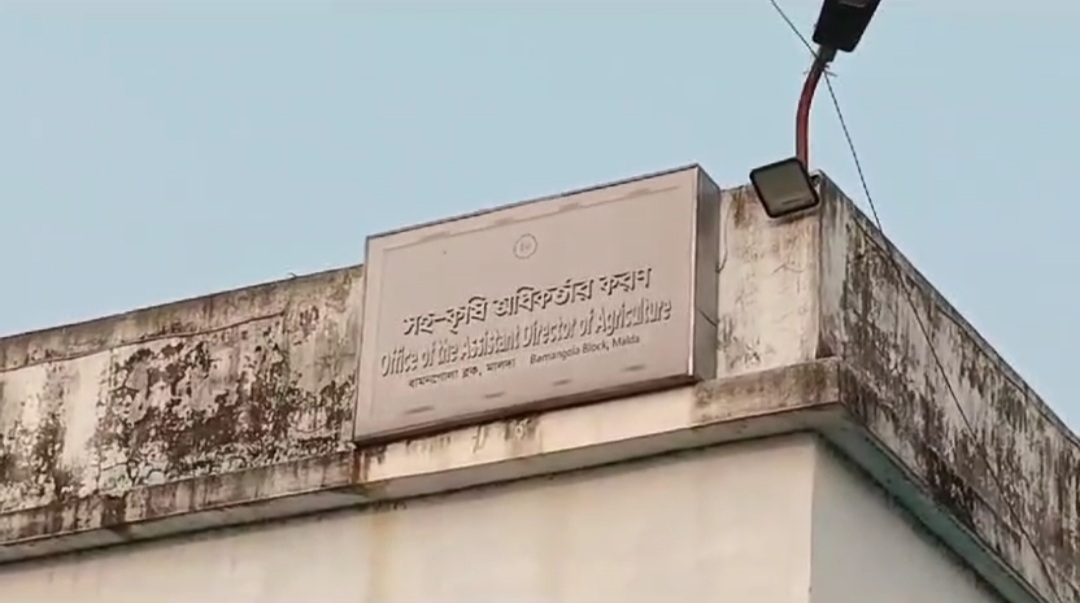 সহ-কৃষি অধিকর্তার করণ
Office of the Assistant Director of Agriculture
বামনগোলা ব্লক, মালদা Bamangola Block, Malda